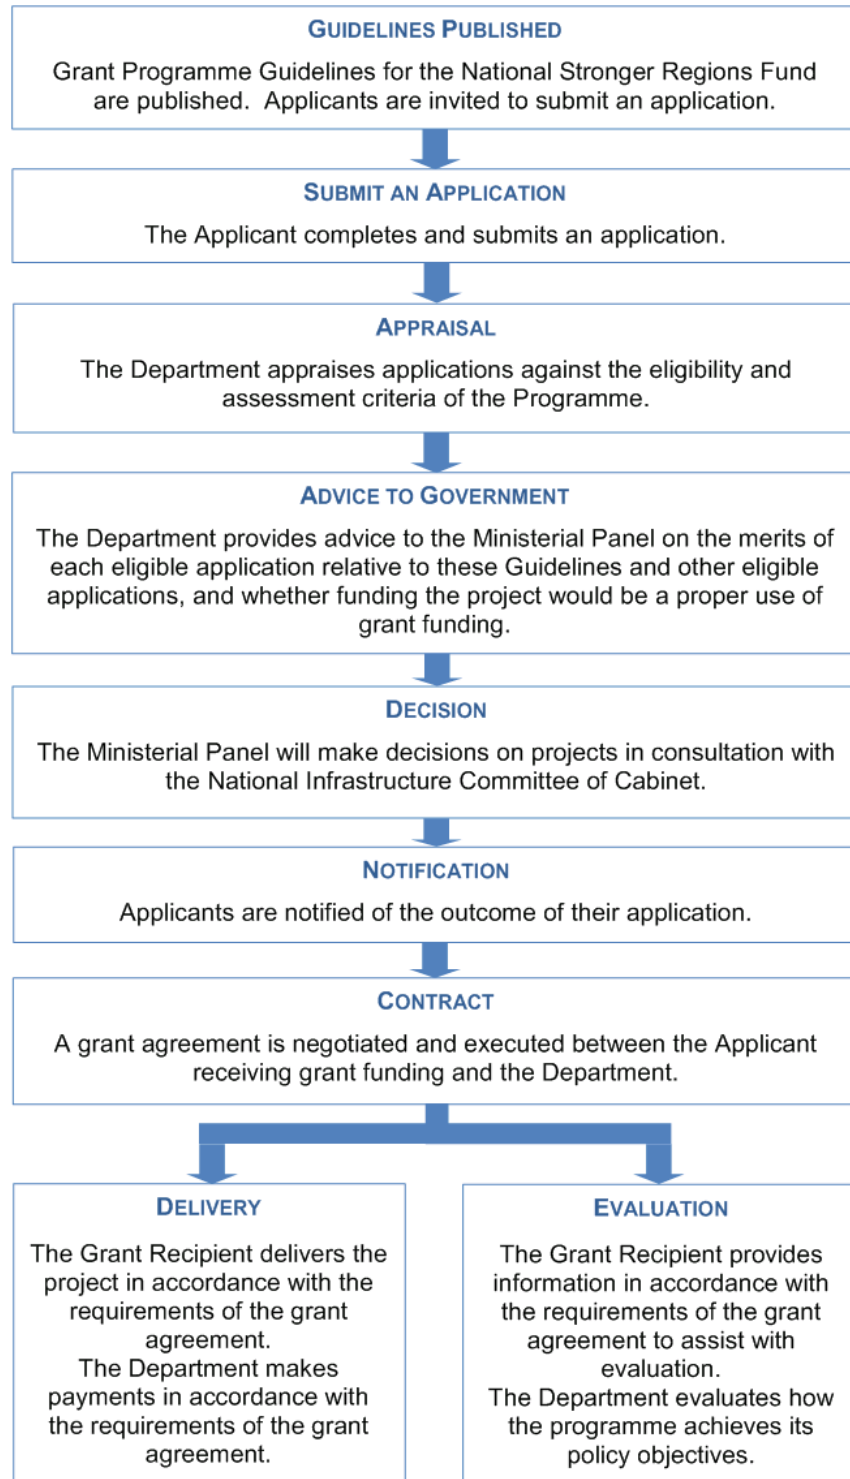 GUIDELINES PUBLISHED
Grant Programme Guidelines for the National Stronger Regions Fund
are published.  Applicants are invited to submit an application.
SUBMIT AN APPLICATION
The Applicant completes and submits an application.
APPRAISAL
The Department appraises applications against the eligibility and
assessment criteria of the Programme.
ADVICE TO GOVERNMENT
The Department provides advice to the Ministerial Panel on the merits of
each eligible application relative to these Guidelines and other eligible
applications, and whether funding the project would be a proper use of
grant funding.
DECISION
The Ministerial Panel will make decisions on projects in consultation with
the National Infrastructure Committee of Cabinet.
NOTIFICATION
Applicants are notified of the outcome of their application.
CONTRACT
A grant agreement is negotiated and executed between the Applicant
receiving grant funding and the Department.
DELIVERY
The Grant Recipient delivers the
project in accordance with the
requirements of the grant
agreement.
The Department makes
payments in accordance with
the requirements of the grant
agreement.
EVALUATION
The Grant Recipient provides
information in accordance with
the requirements of the grant
agreement to assist with
evaluation.
The Department evaluates how
the programme achieves its
policy objectives.